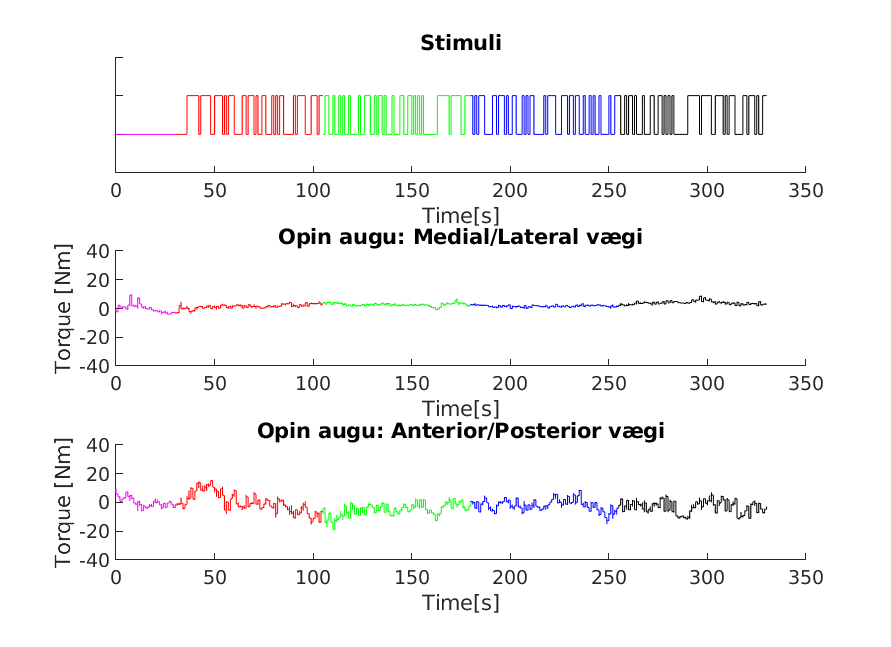 Stimuli
0 50 100 150 200 250 300 350
Time[s]
Opin augu: Medial/Lateral vægi
Torque [Nm]
40
20
0
-20
-40
0 50 100 150 200 250 300 350
Time[s]
Opin augu: Anterior/Posterior vægi
Torque [Nm]
40
20
0
-20
-40
0 50 100 150 200 250 300 350
Time[s]